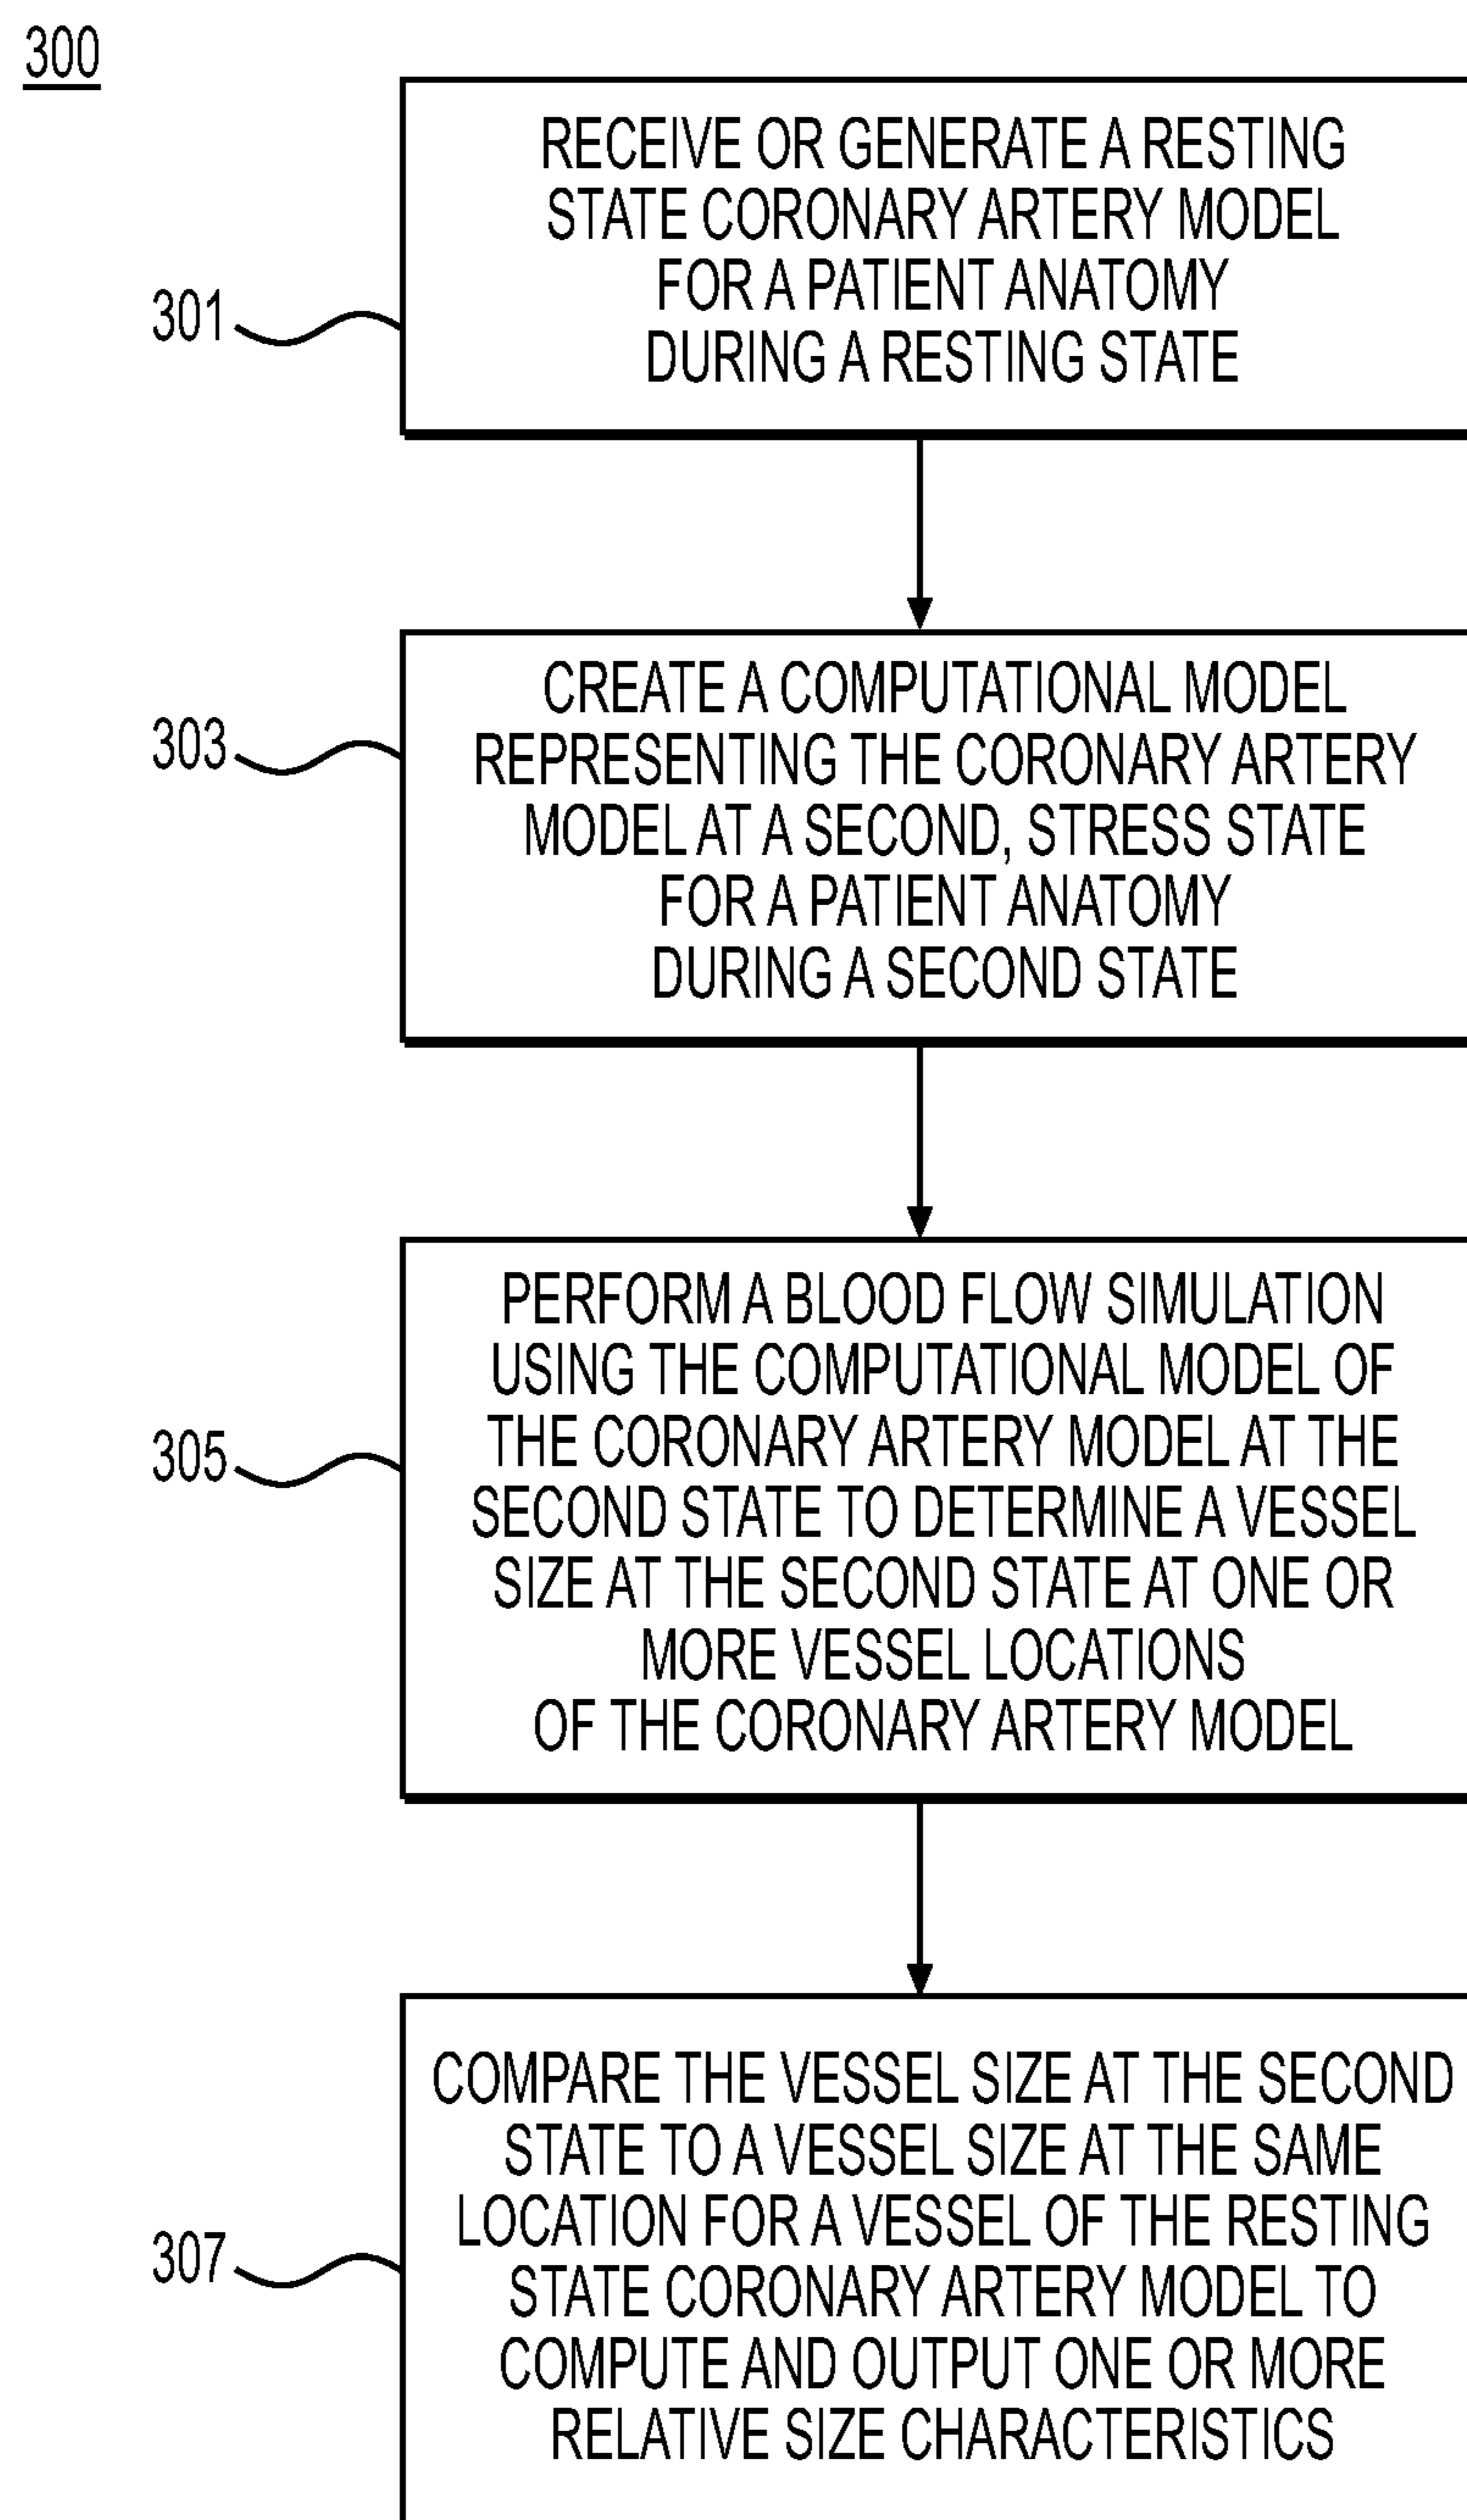 300
RECEIVE OR GENERATE A RESTING
STATE CORONARY ARTERY MODEL
FOR A PATIENT ANATOMY
DURING A RESTING STATE
301
CREATE A COMPUTATIONAL MODEL
REPRESENTING THE CORONARY ARTERY
MODEL AT A SECOND, STRESS STATE
FOR A PATIENT ANATOMY
DURING A SECOND STATE
303
PERFORM A BLOOD FLOW SIMULATION
USING THE COMPUTATIONAL MODEL OF
THE CORONARY ARTERY MODEL AT THE
SECOND STATE TO DETERMINE A VESSEL
SIZE AT THE SECOND STATE AT ONE OR
MORE VESSEL LOCATIONS
OF THE CORONARY ARTERY MODEL
305
COMPARE THE VESSEL SIZE AT THE SECOND
STATE TO A VESSEL SIZE AT THE SAME
LOCATION FOR A VESSEL OF THE RESTING
STATE CORONARY ARTERY MODEL TO
COMPUTE AND OUTPUT ONE OR MORE
RELATIVE SIZE CHARACTERISTICS
307